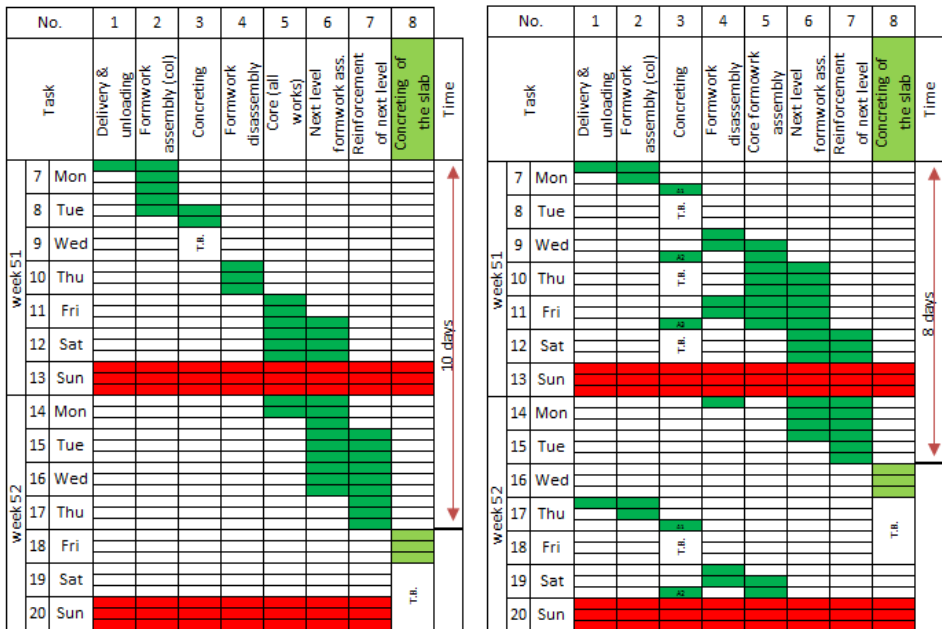 No.
1 2 3 4 5 6 7 8
Task
Delivery &
unloading
Formwork
assembly (col)
Concreting
Formwork
disassembly
Core (all
works)
Next level
formwork ass.
Reinforcement
of next level
Concreting of
the slab
Time
week 51
7 Mon
8 Tue
9 Wed
T.B.
10 Thu
11 Fri
12 Sat
13 Sun
10 days
week 52
14 Mon
15 Tue
16 Wed
17 Thu
18 Fri
19 Sat
T.B.
20 Sun
No.
1 2 3 4 5 6 7 8
Task
Delivery &
unloading
Formwork
assembly (col)
Concreting
Formwork
disassembly
Core fomowrk
assembly
Next level
formwork ass.
Reinforcement
of next level
Concreting of
the slab
Time
week 51
7 Mon
8 Tue
T.B.
9 Wed
A2
10 Thu
T.B.
11 Fri
12 Sat
T.B.
13 Sun
8 days
week 52
14 Mon
15 Tue
16 Wed
17 Thu
T.B.
18 Fri
T.B.
19 Sat
A2
20 Sun